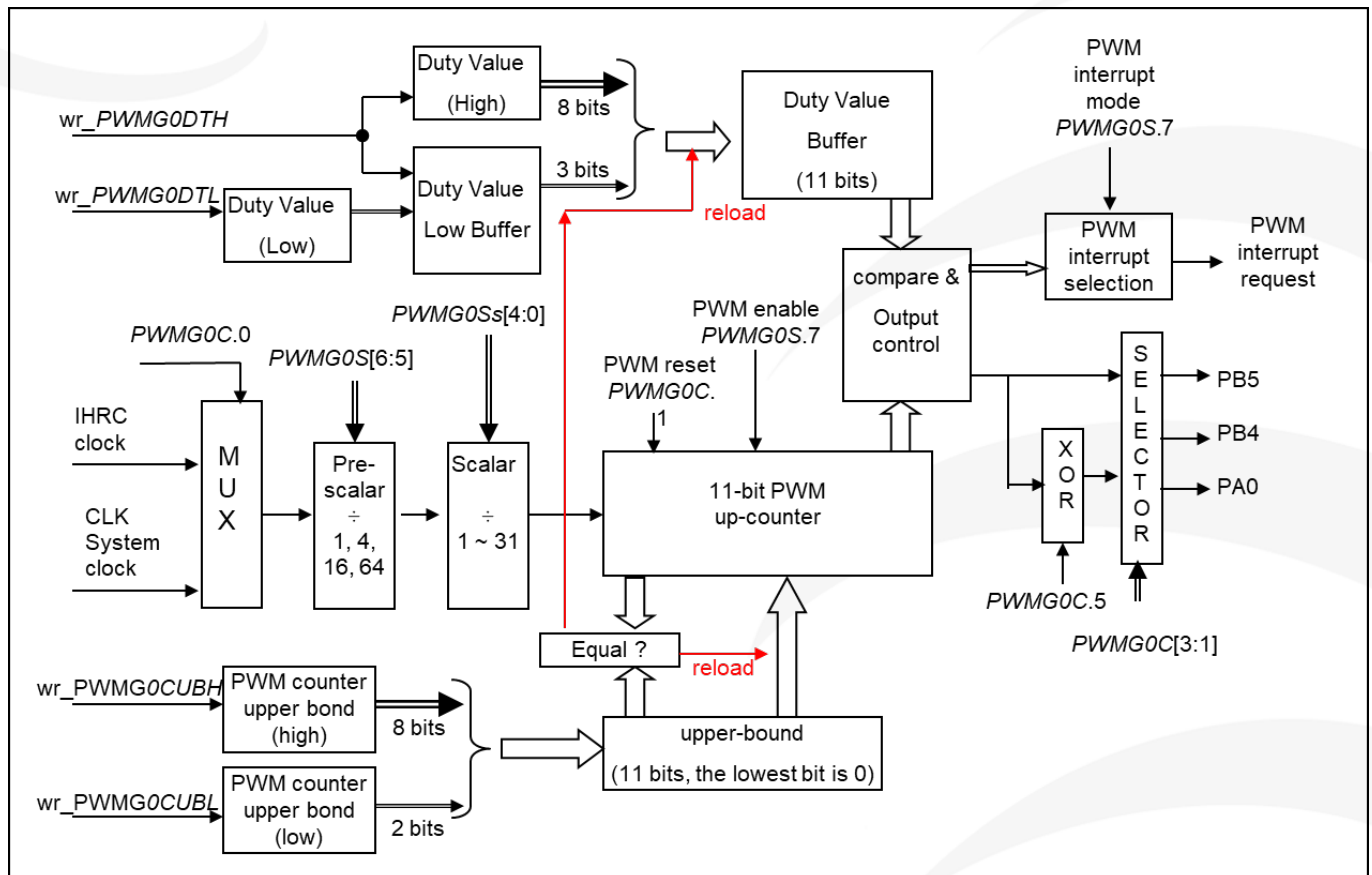 wr_PWMG0DTH
Duty Value
(High)
8 bits
wr_PWMG0DTL
Duty Value
(Low)
Duty Value
Low Buffer
3 bits
reload
Duty Value
Buffer
(11 bits)
PWM
interrupt
mode
PWMG0S.7
PWM
interrupt
selection
PWM
interrupt
request
compare &
Output
control
PWMG0C.0
PWMG0S[6:5]
PWMG0Ss[4:0]
PWM reset
PWMG0C.
1
PWM enable
PWMG0S.7
IHRC
clock
CLK
System
clock
M
U
X
Pre-
scalar
÷
1, 4,
16, 64
Scalar
÷
1 ~ 31
11-bit PWM
up-counter
X
O
R
PWMG0C.5
S
E
L
E
C
T
O
R
PB5
PB4
PA0
PWMG0C[3:1]
Equal ?
reload
wr_PWMG0CUBH
PWM counter
upper bond
(high)
8 bits
wr_PWMG0CUBL
PWM counter
upper bond
(low)
2 bits
upper-bound
(11 bits, the lowest bit is 0)